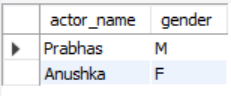 actor_name gender
Prabhas M
Anushka F